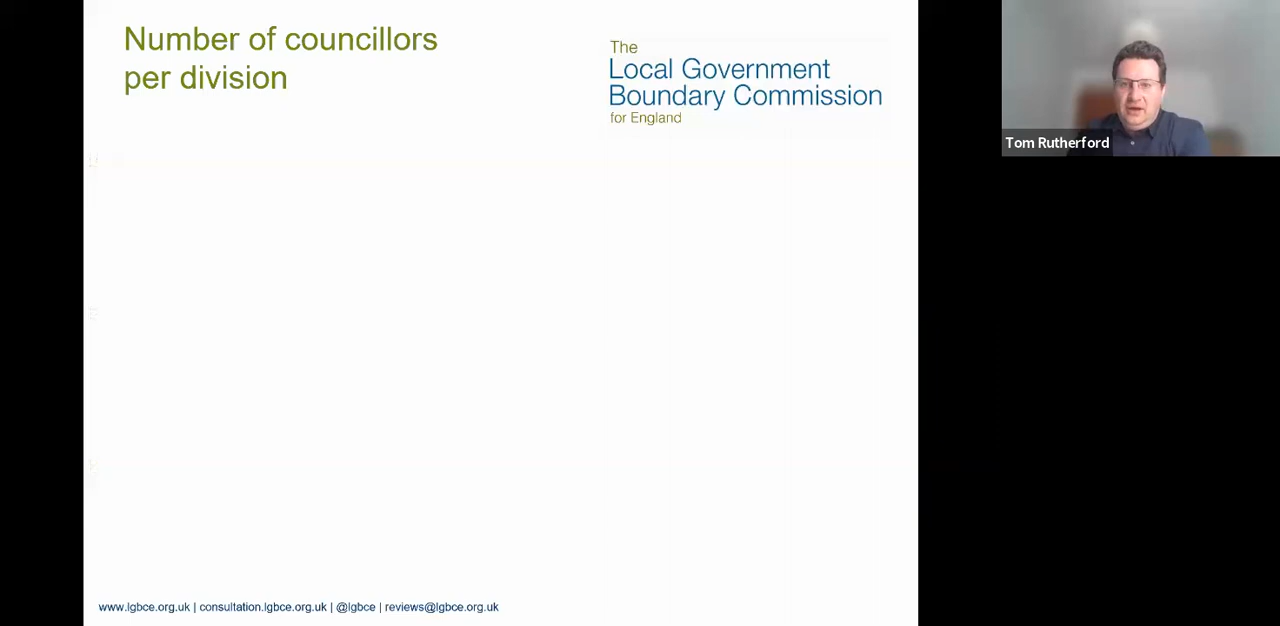 Number of councillors
per division
The
Local Government
Boundary Commission
for England
Tom Rutherford
www.lgbce.org.uk | consultation.lgbce.org.uk | @lgbce | reviews@lgbce.org.uk